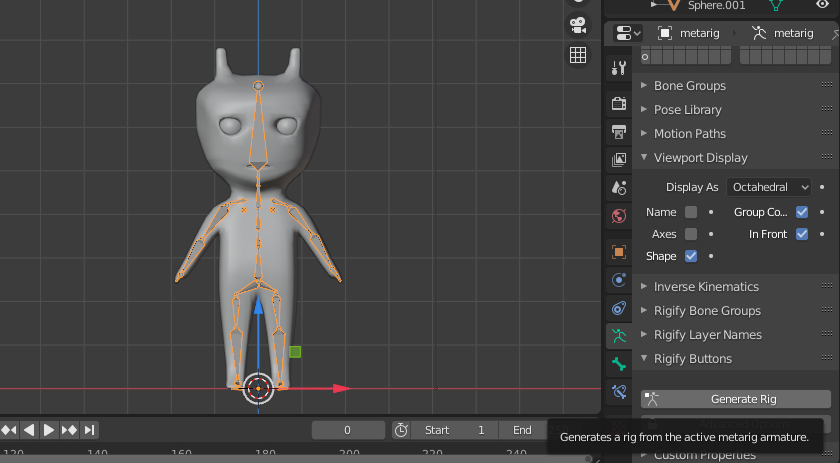 Sphere.001
metarig
metarig
Bone Groups
Pose Library
Motion Paths
Viewport Display
Display As Octahedral
Name Group Co...
Axes In Front
Shape
Inverse Kinematics
Rigify Bone Groups
Rigify Layer Names
Rigify Buttons
Generate Rig
0 Start 1 End
Generates a rig from the active metarig armature.
120 180 200 220 240
Custom Properties